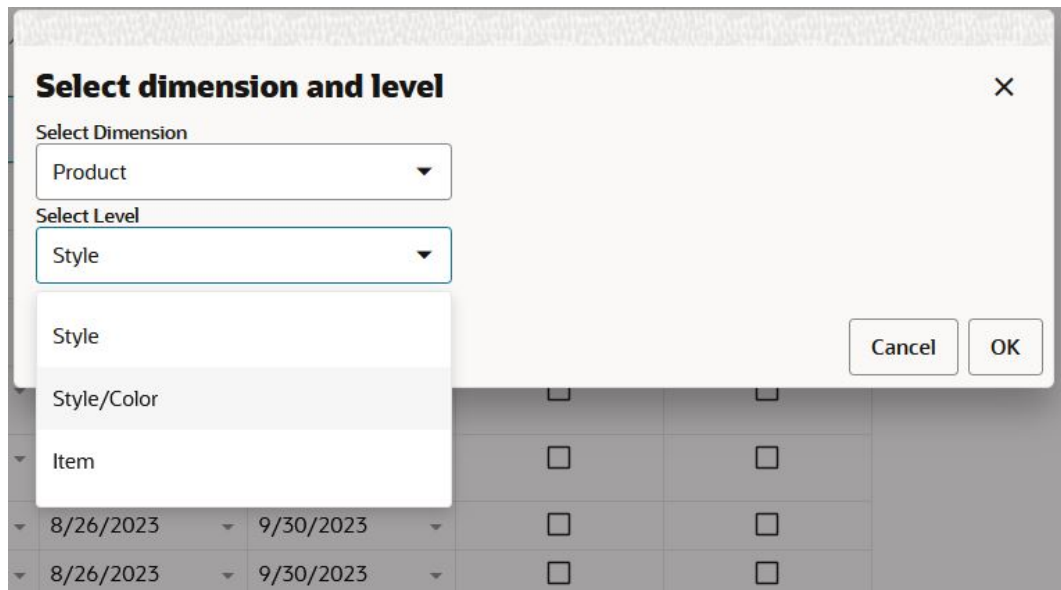 Select dimension and level
Select Dimension
Product
Select Level
Style
Style
Style/Color
Item
Cancel OK
8/26/2023 9/30/2023
8/26/2023 9/30/2023